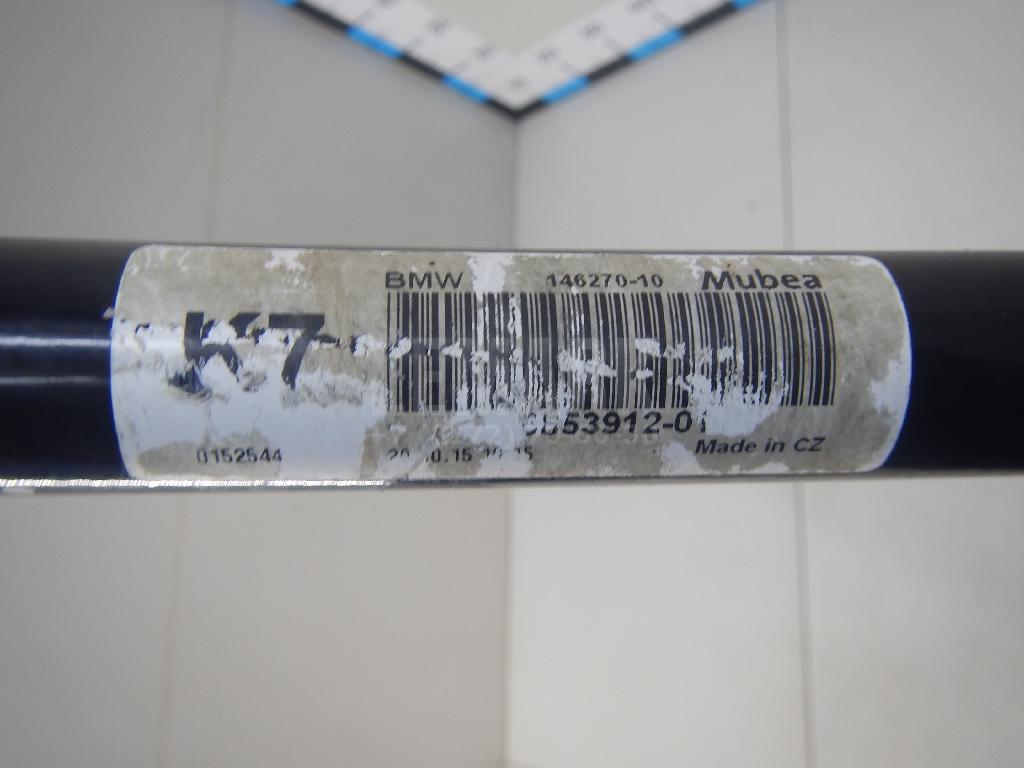 BMW 146270-10 Mubea
K7
853912-01
0152544
Made in CZ